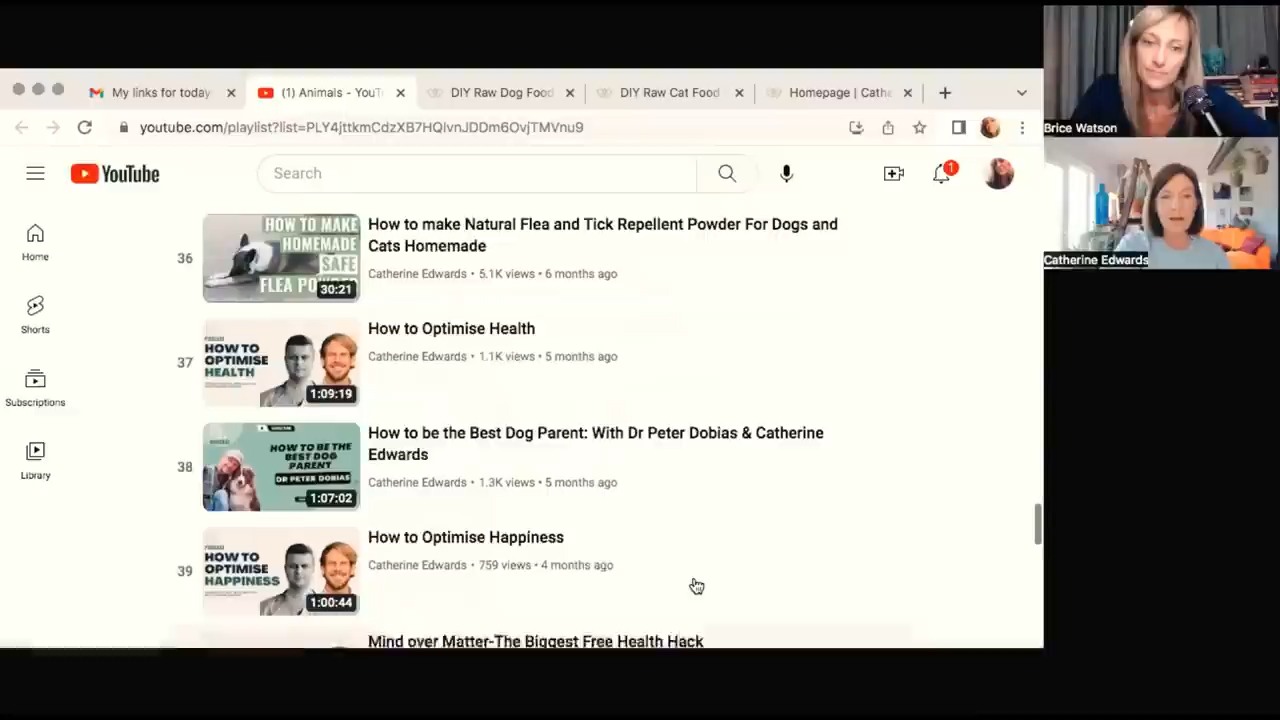 My links for today
(1) Animals - YouT
DIY Raw Dog Food
DIY Raw Cat Food
Homepage | Cathe
youtube.com/playlist?list=PLY4jttkmCdzXB7HQlvnJDDm6OvjTMVnu9
YouTube
Search
1
Home
Shorts
Subscriptions
Library
36
HOW TO MAKE
HOMEMADE
SAFE
FLEA PO
30:21
How to make Natural Flea and Tick Repellent Powder For Dogs and
Cats Homemade
Catherine Edwards • 5.1K views • 6 months ago
37
HOW TO
OPTIMISE
HEALTH
1:09:19
How to Optimise Health
Catherine Edwards • 1.1K views • 5 months ago
38
HOW TO BE THE
BEST DOG
PARENT
DR PETER DOBIAS
1:07:02
How to be the Best Dog Parent: With Dr Peter Dobias & Catherine
Edwards
Catherine Edwards • 1.3K views • 5 months ago
39
HOW TO
OPTIMISE
HAPPINESS
1:00:44
How to Optimise Happiness
Catherine Edwards • 759 views • 4 months ago
Mind over Matter-The Biggest Free Health Hack
Brice Watson
Catherine Edwards